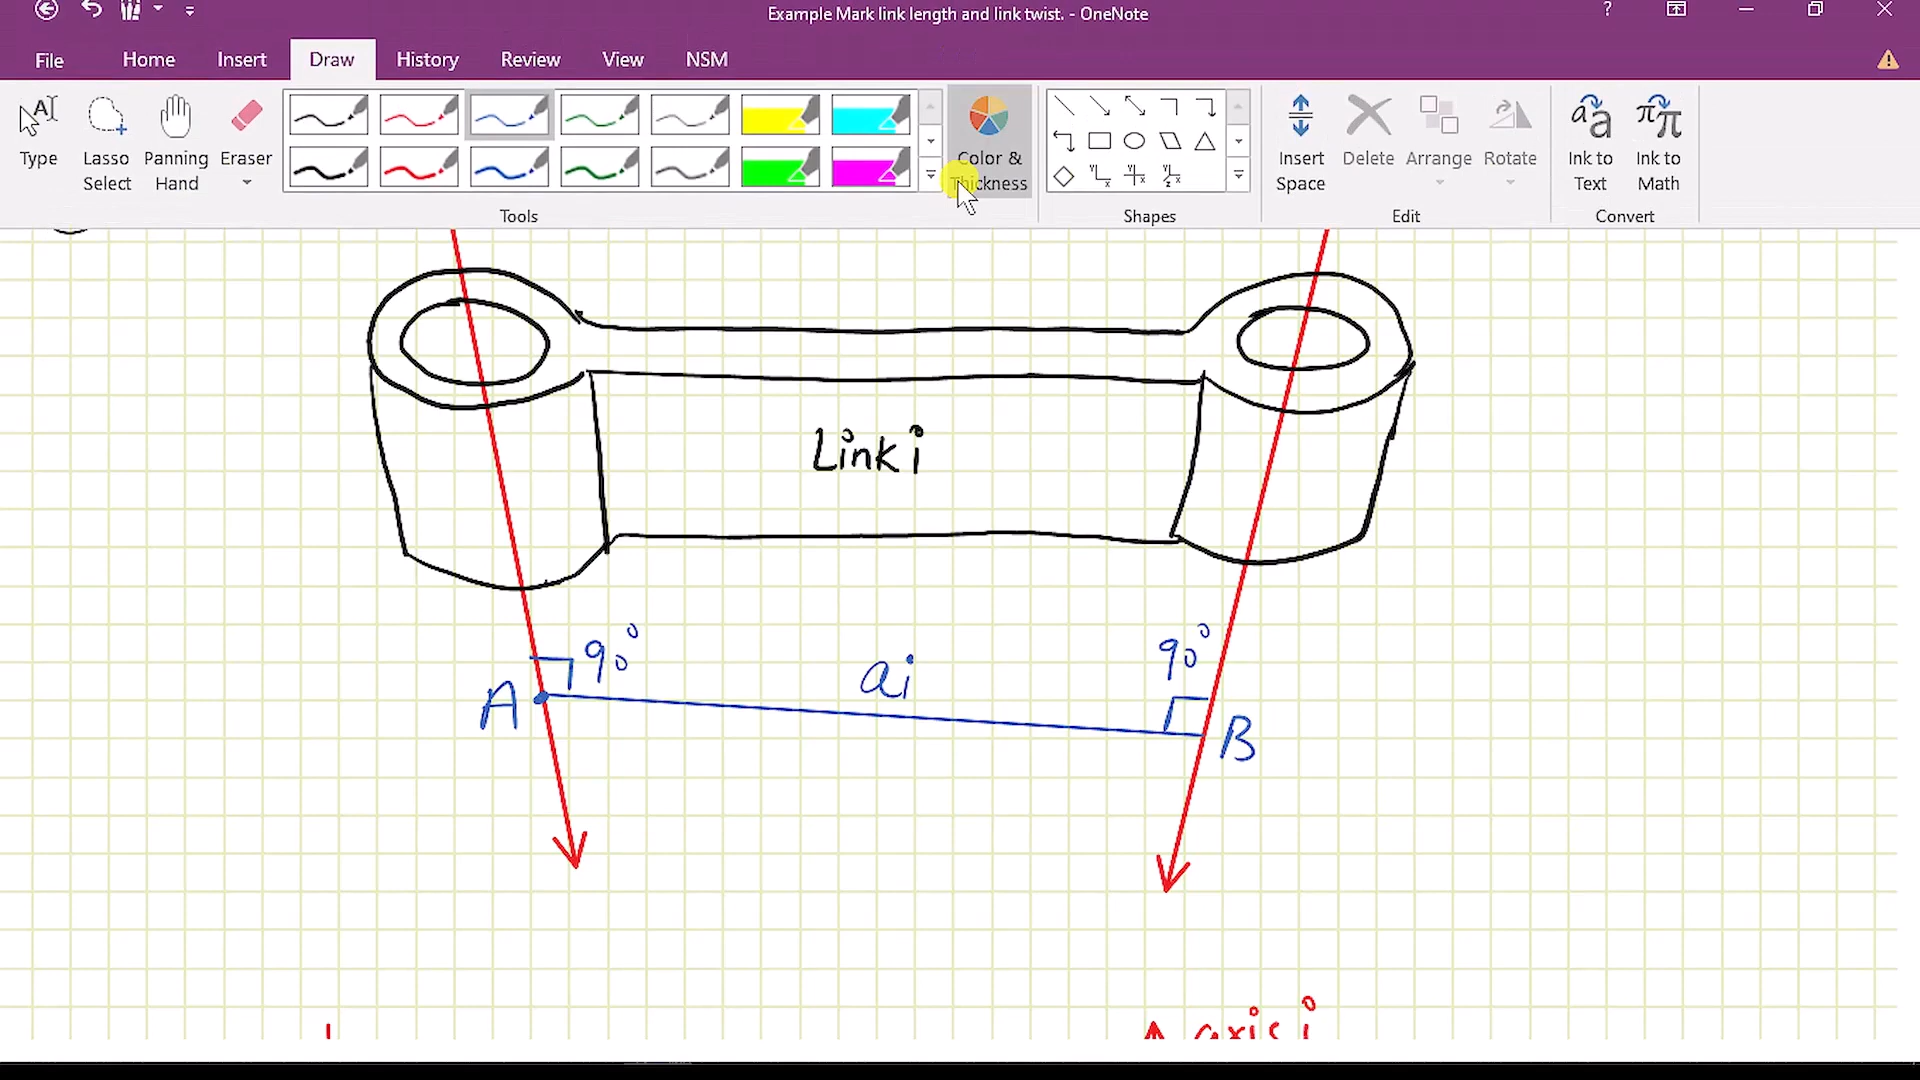 Example Mark link length and link twist. - OneNote
?
File Home Insert Draw History Review View NSM
Type
Lasso Select
Panning Hand
Eraser
Color & Thickness
Insert Space
Delete
Arrange
Rotate
Ink to Text
Ink to Math
Tools
Shapes
Edit
Convert
Link i
90°
90°
ai
A
B
axis i